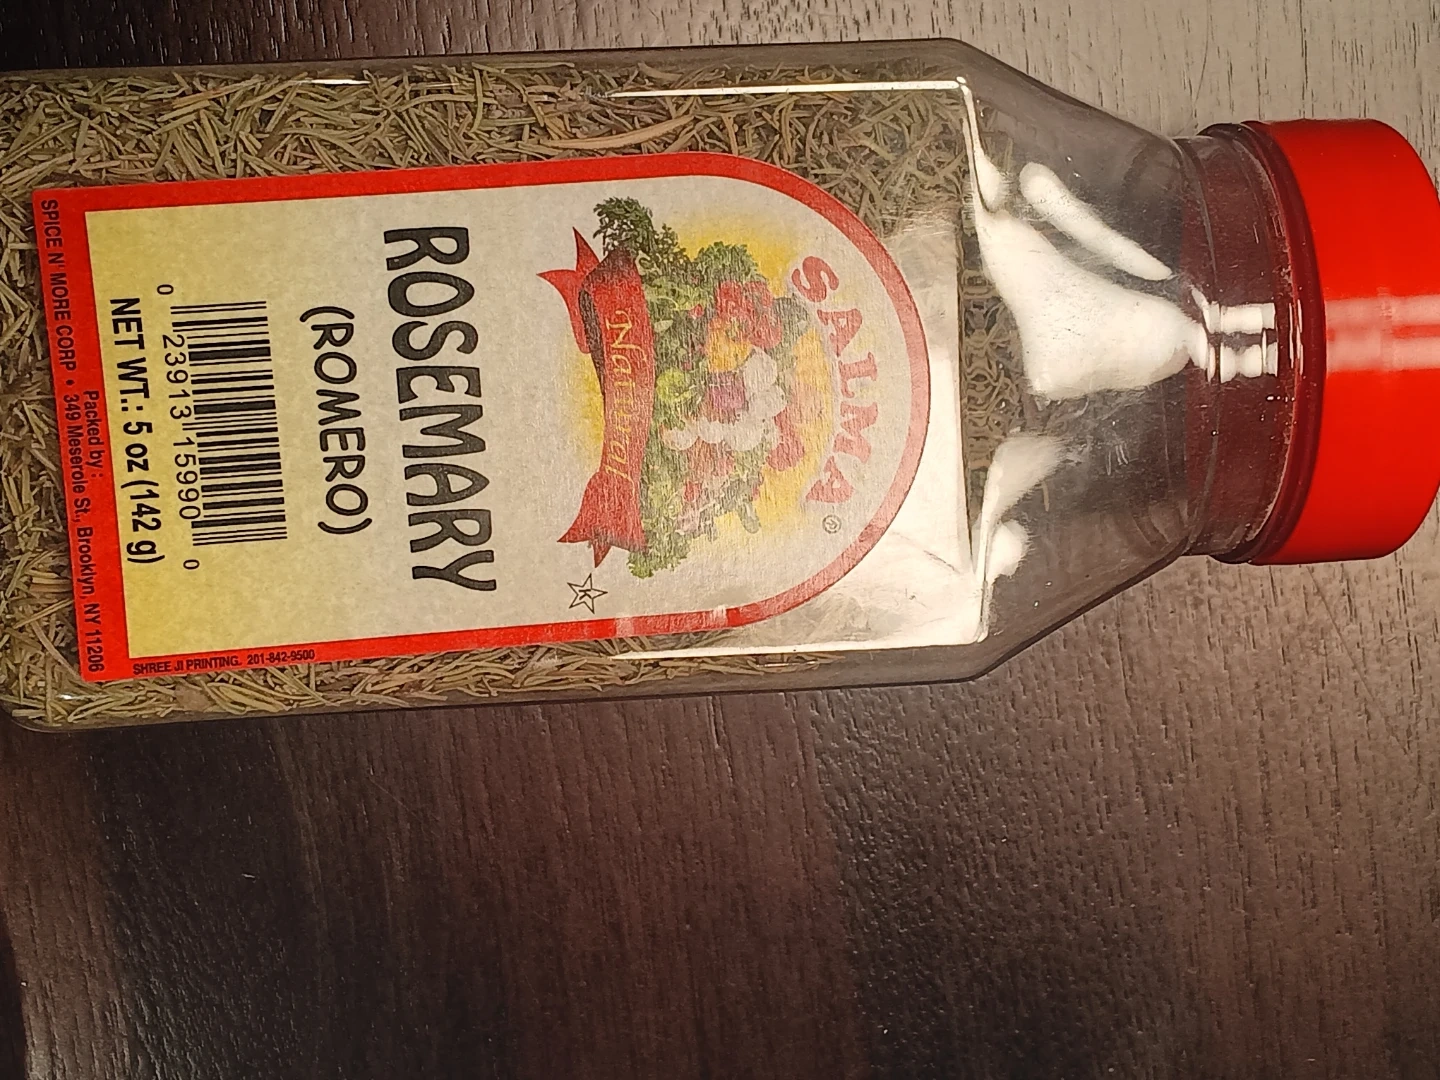 SALMA®
Natural
K
ROSEMARY
(ROMERO)
0 23913 15990 0
NET WT.: 5 oz (142 g)
Packed by :
SPICE N' MORE CORP • 349 Meserole St., Brooklyn, NY 11206
SHREE JI PRINTING. 201-842-9500